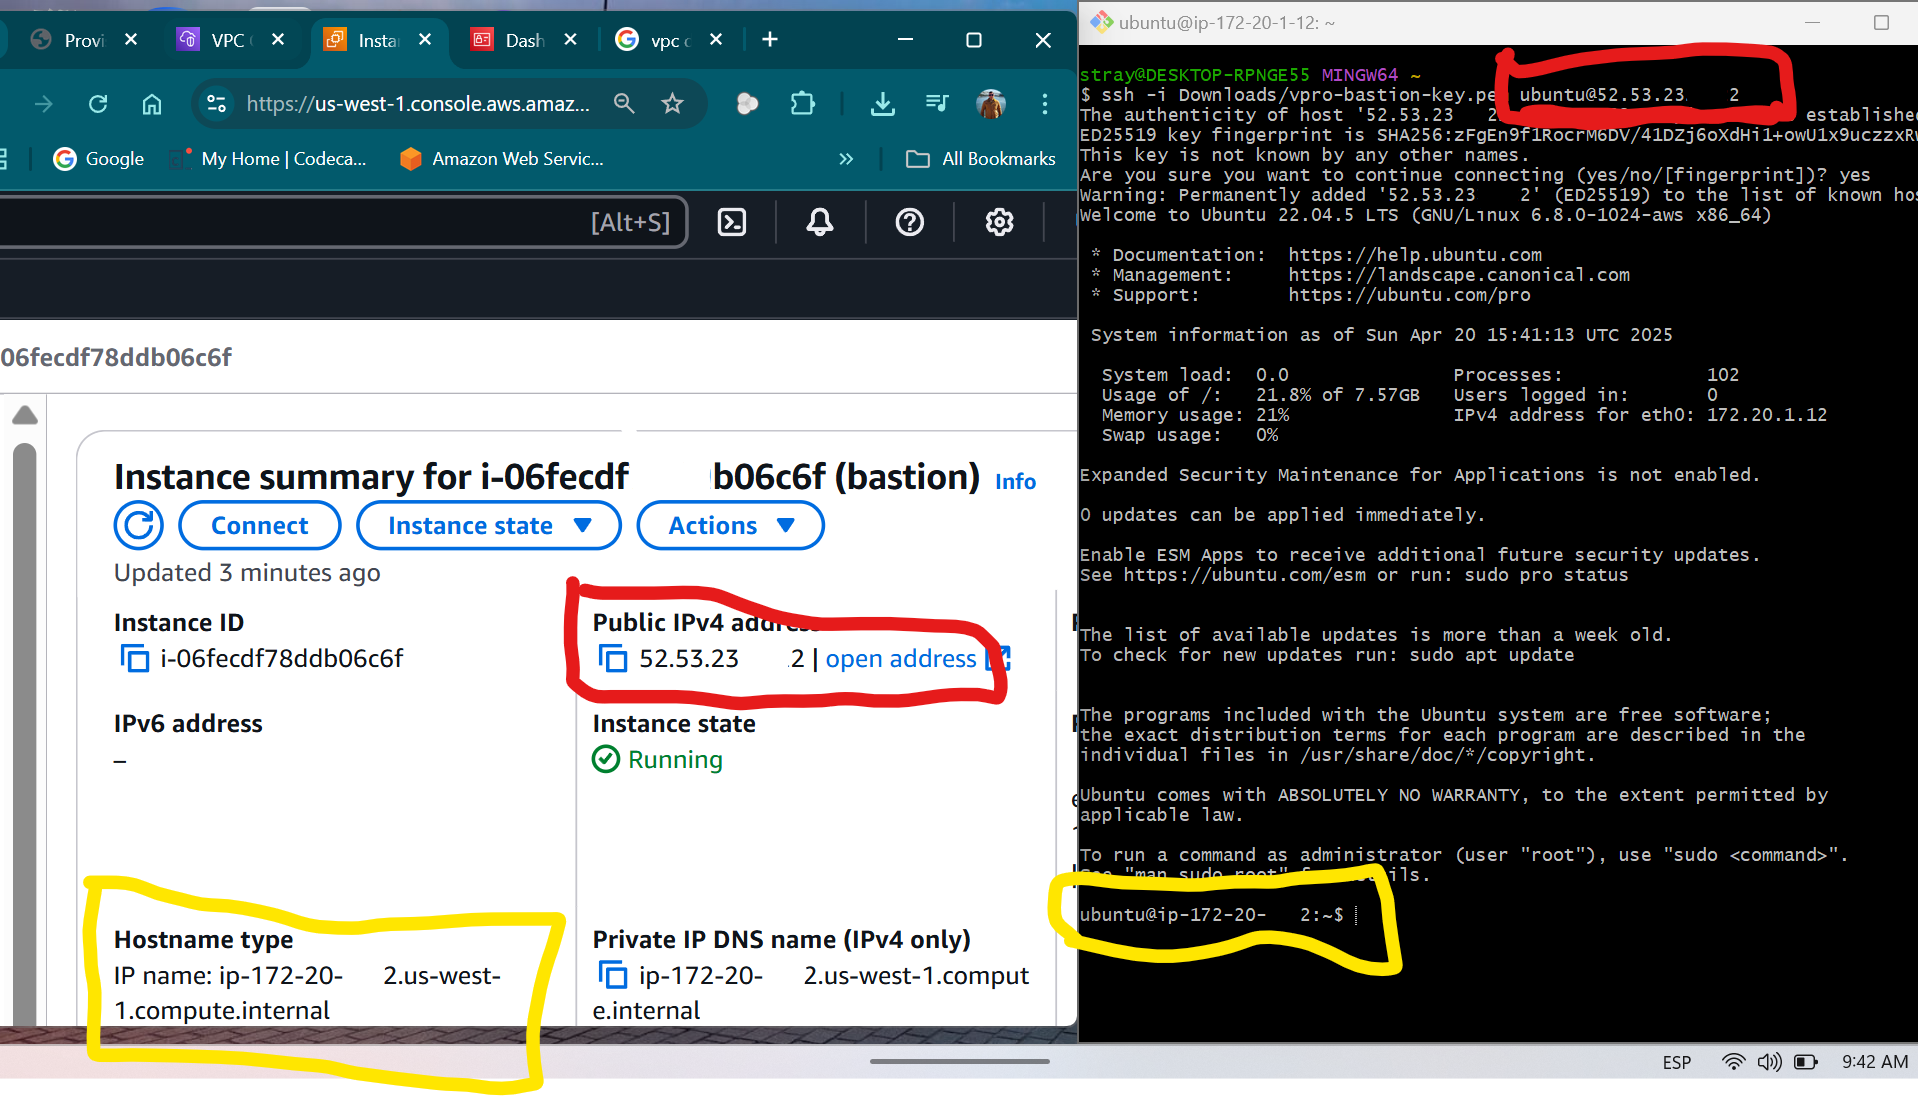 Provi
VPC
Insta
Dash
vpc
https://us-west-1.console.aws.amaz...
Google
My Home | Codeca...
Amazon Web Servic...
»
All Bookmarks
[Alt+S]
06fecdf78ddb06c6f
Instance summary for i-06fecdf b06c6f (bastion) Info
Connect
Instance state
Actions
Updated 3 minutes ago
Instance ID
i-06fecdf78ddb06c6f
Public IPv4 address
52.53.23 .2 | open address
IPv6 address
–
Instance state
Running
Hostname type
IP name: ip-172-20- 2.us-west-
1.compute.internal
Private IP DNS name (IPv4 only)
ip-172-20- 2.us-west-1.comput
e.internal
ubuntu@ip-172-20-1-12: ~
stray@DESKTOP-RPNGE55 MINGW64 ~
$ ssh -i Downloads/vpro-bastion-key.pe ubuntu@52.53.23. 2
The authenticity of host '52.53.23 2 established
ED25519 key fingerprint is SHA256:zFgEn9f1RocrM6DV/41DZj6oXdHi1+owU1x9uczzxRw
This key is not known by any other names.
Are you sure you want to continue connecting (yes/no/[fingerprint])? yes
Warning: Permanently added '52.53.23 2' (ED25519) to the list of known hos
Welcome to Ubuntu 22.04.5 LTS (GNU/Linux 6.8.0-1024-aws x86_64)
* Documentation: https://help.ubuntu.com
* Management: https://landscape.canonical.com
* Support: https://ubuntu.com/pro
System information as of Sun Apr 20 15:41:13 UTC 2025
System load: 0.0 Processes: 102
Usage of /: 21.8% of 7.57GB Users logged in: 0
Memory usage: 21% IPv4 address for eth0: 172.20.1.12
Swap usage: 0%
Expanded Security Maintenance for Applications is not enabled.
0 updates can be applied immediately.
Enable ESM Apps to receive additional future security updates.
See https://ubuntu.com/esm or run: sudo pro status
The list of available updates is more than a week old.
To check for new updates run: sudo apt update
The programs included with the Ubuntu system are free software;
the exact distribution terms for each program are described in the
individual files in /usr/share/doc/*/copyright.
Ubuntu comes with ABSOLUTELY NO WARRANTY, to the extent permitted by
applicable law.
To run a command as administrator (user "root"), use "sudo <command>".
See "man sudo_root" for details.
ubuntu@ip-172-20- 2:~$
ESP
9:42 AM